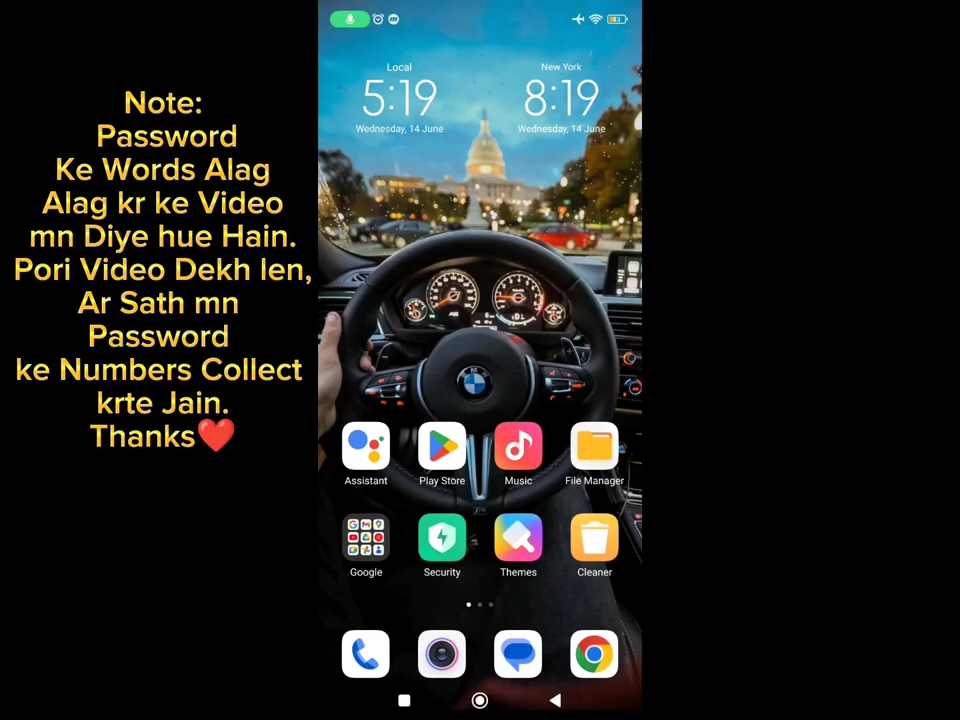 Note:
Password
Ke Words Alag
Alag kr ke Video
mn Diye hue Hain.
Pori Video Dekh len,
Ar Sath mn
Password
ke Numbers Collect
krte Jain.
Thanks❤️
Local
5:19
Wednesday, 14 June
New York
8:19
Wednesday, 14 June
Assistant
Play Store
Music
File Manager
Google
Security
Themes
Cleaner